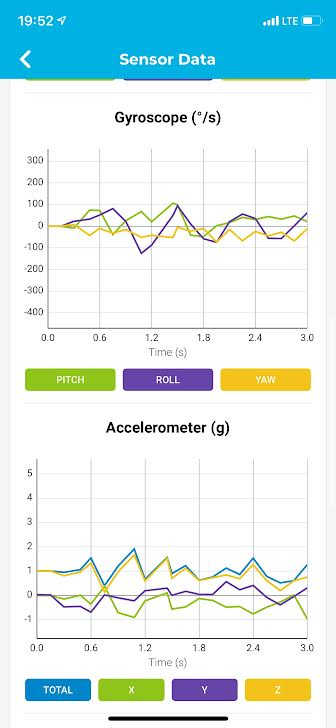 19:52 LTE
Sensor Data
Gyroscope (°/s)
300
200
100
0
-100
-200
-300
-400
0.0 0.6 1.2 1.8 2.4 3.0
Time (s)
PITCH ROLL YAW
Accelerometer (g)
5
4
3
2
1
0
-1
0.0 0.6 1.2 1.8 2.4 3.0
Time (s)
TOTAL X Y Z